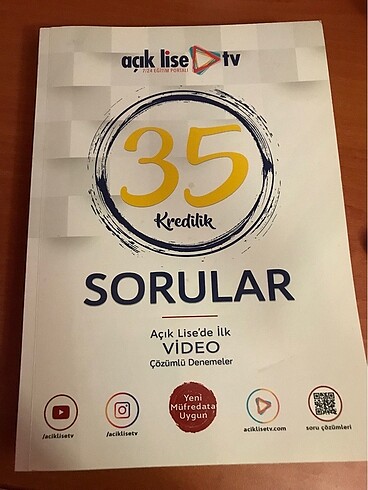 açık lise tv
7/24 EĞİTİM PORTALI
35
Kredilik
SORULAR
Açık Lise'de İlk
VİDEO
Çözümlü Denemeler
Yeni
Müfredata
Uygun
/aciklisetv
/aciklisetv
aciklisetv.com
soru çözümleri